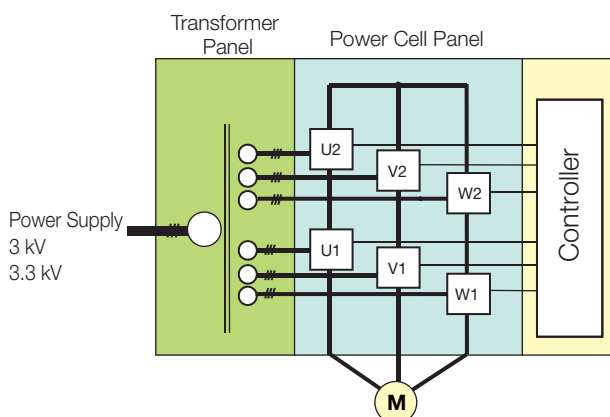 Transformer
Panel
Power Cell Panel
Power Supply
3 kV
3.3 kV
U2
V2
W2
U1
V1
W1
Controller
M